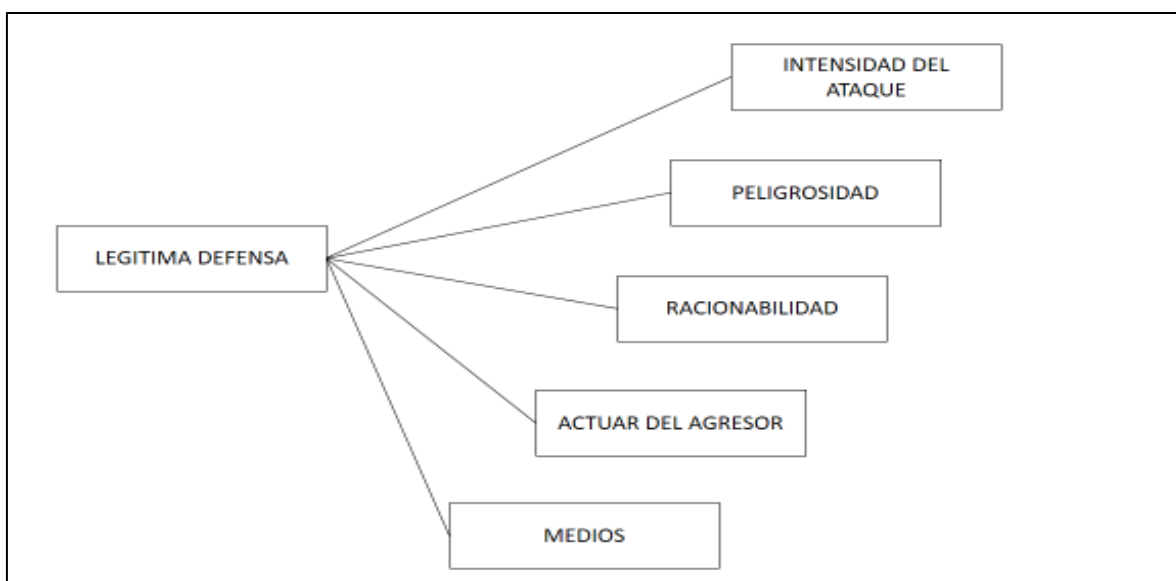 INTENSIDAD DEL
ATAQUE
PELIGROSIDAD
LEGITIMA DEFENSA
RACIONABILIDAD
ACTUAR DEL AGRESOR
MEDIOS